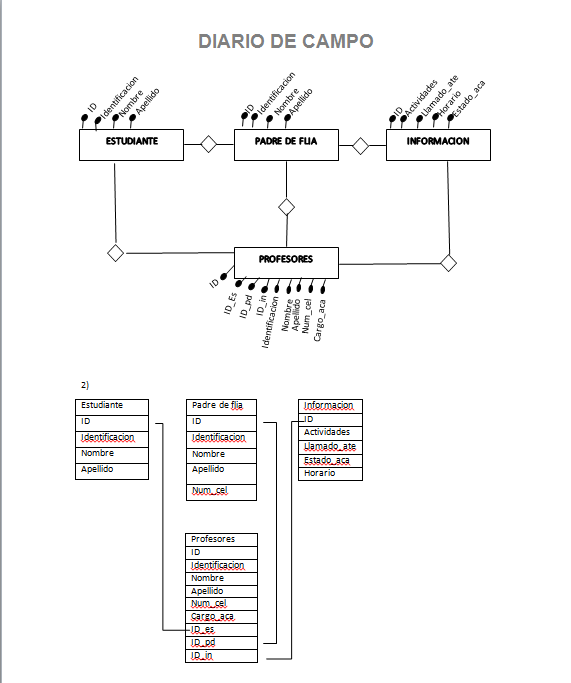 DIARIO DE CAMPO
ID
Identificacion
Nombre
Apellido
ID
Identificacion
Nombre
Apellido
ID
Actividades
Llamado_ate
Horario
Estado_aca
ESTUDIANTE
PADRE DE FLIA
INFORMACION
PROFESORES
ID
ID_Es
ID_pd
ID_in
Identificacion
Nombre
Apellido
Num_cel
Cargo_aca
2)
Estudiante
ID
Identificacion
Nombre
Apellido
Padre de flia
ID
Identificacion
Nombre
Apellido
Num_cel
Informacion
ID
Actividades
Llamado_ate
Estado_aca
Horario
Profesores
ID
Identificacion
Nombre
Apellido
Num_cel
Cargo_aca
ID_es
ID_pd
ID_in